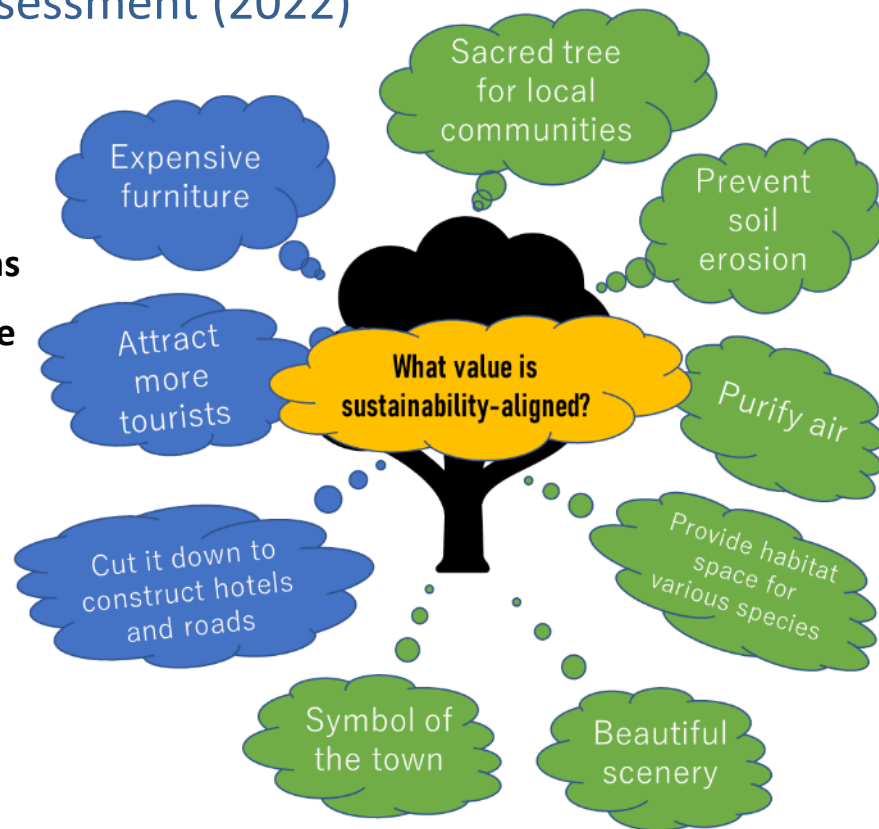 sessment (2022)
Sacred tree
for local
communities
Expensive
furniture
Prevent
soil
erosion
as
e
Attract
more
tourists
What value is
sustainability-aligned?
Purify air
Cut it down to
construct hotels
and roads
Provide habitat
space for
various species
Symbol of
the town
Beautiful
scenery